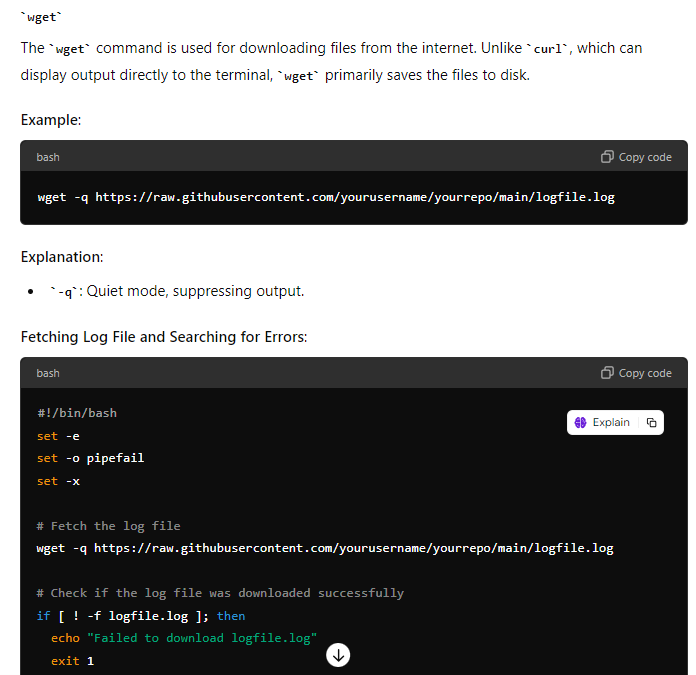 `wget`
The `wget` command is used for downloading files from the internet. Unlike `curl`, which can
display output directly to the terminal, `wget` primarily saves the files to disk.
Example:
bash
Copy code
wget -q https://raw.githubusercontent.com/yourusername/yourrepo/main/logfile.log
Explanation:
• `-q`: Quiet mode, suppressing output.
Fetching Log File and Searching for Errors:
bash
Copy code
#!/bin/bash
Explain
set -e
set -o pipefail
set -x
# Fetch the log file
wget -q https://raw.githubusercontent.com/yourusername/yourrepo/main/logfile.log
# Check if the log file was downloaded successfully
if [ ! -f logfile.log ]; then
  echo "Failed to download logfile.log"
  exit 1